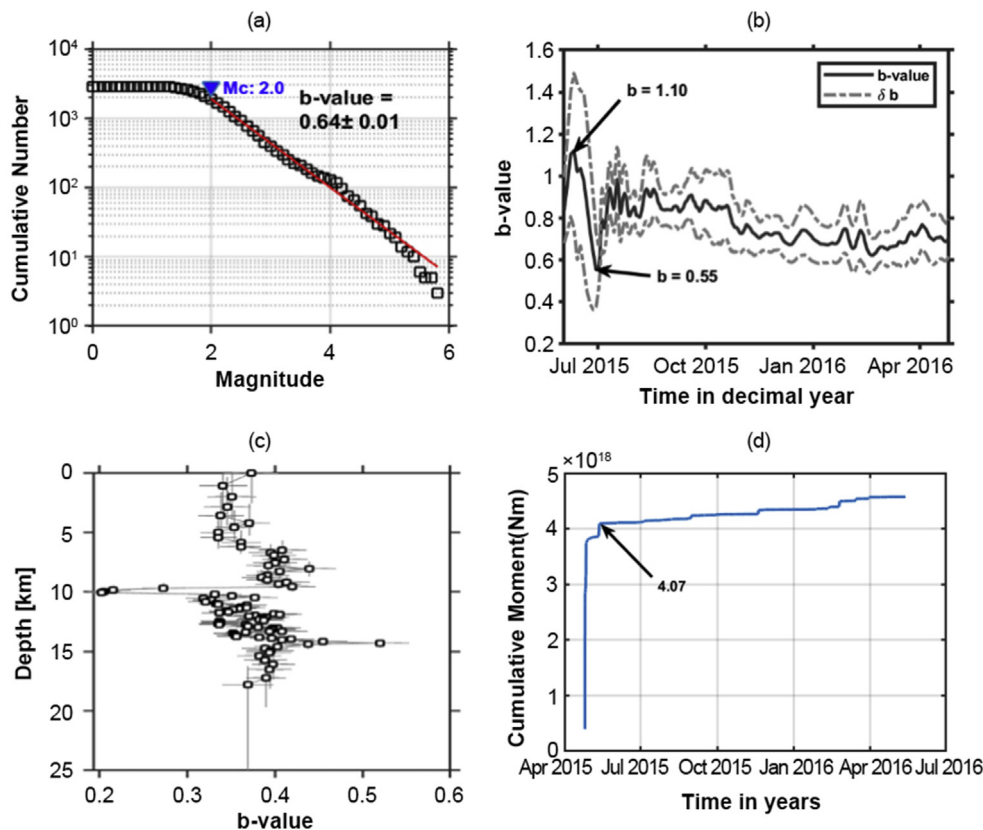 (a)
10⁴
10³
10²
10¹
10⁰
Cumulative Number
Mc: 2.0
b-value =
0.64± 0.01
0 2 4 6
Magnitude
(b)
1.6
1.4
1.2
1
0.8
0.6
0.4
0.2
b-value
b-value
δ b
b = 1.10
b = 0.55
Jul 2015 Oct 2015 Jan 2016 Apr 2016
Time in decimal year
(c)
0
5
10
15
20
25
Depth [km]
0.2 0.3 0.4 0.5 0.6
b-value
(d)
×10¹⁸
5
4
3
2
1
0
Cumulative Moment(Nm)
4.07
Apr 2015 Jul 2015 Oct 2015 Jan 2016 Apr 2016 Jul 2016
Time in years